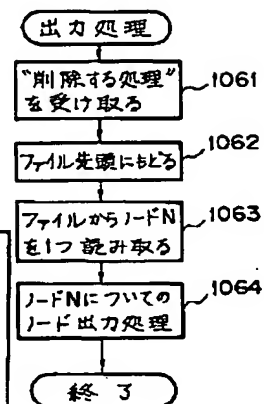 出力処理
"削除する処理"
を受け取る
1061
ファイル先頭にもどる
1062
ファイルからノードN
を1つ読み取る
1063
ノードNについての
ノード出力処理
1064
終了